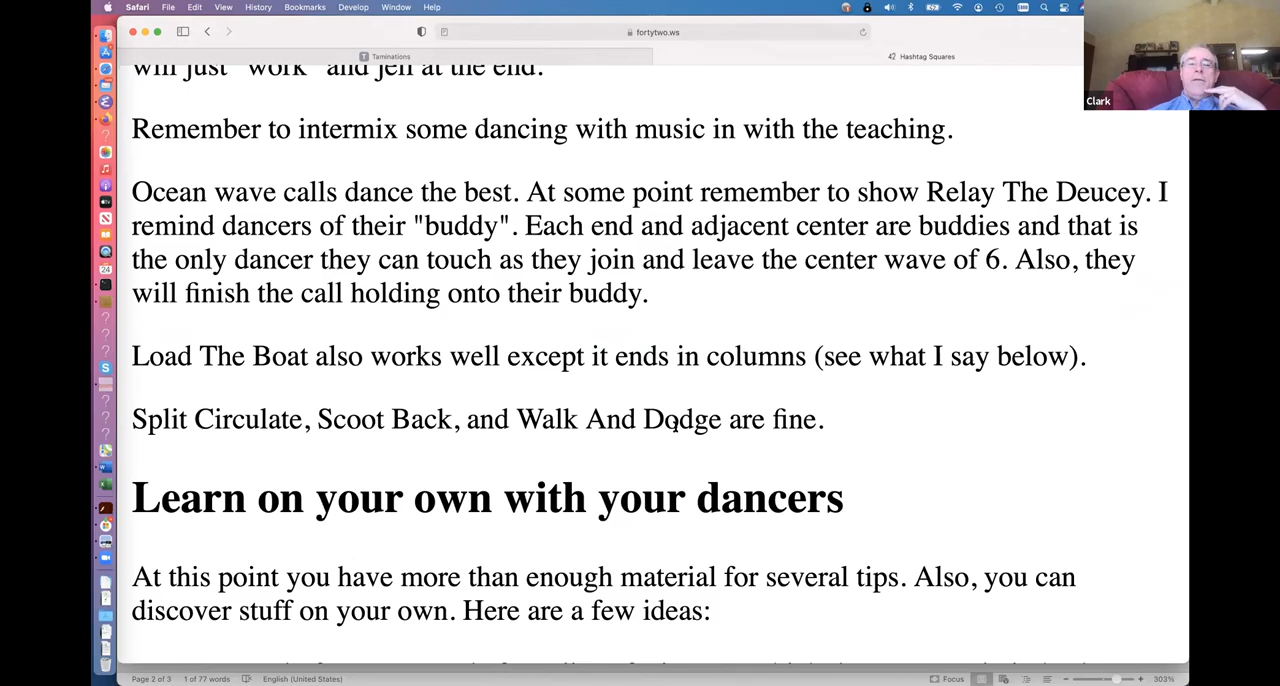 Safari File Edit View History Bookmarks Develop Window Help
fortytwo.ws
Taminations
42 Hashtag Squares
Clark
will just "work" and jell at the end.
Remember to intermix some dancing with music in with the teaching.
Ocean wave calls dance the best. At some point remember to show Relay The Deucey. I
remind dancers of their "buddy". Each end and adjacent center are buddies and that is
the only dancer they can touch as they join and leave the center wave of 6. Also, they
will finish the call holding onto their buddy.
Load The Boat also works well except it ends in columns (see what I say below).
Split Circulate, Scoot Back, and Walk And Dodge are fine.
Learn on your own with your dancers
At this point you have more than enough material for several tips. Also, you can
discover stuff on your own. Here are a few ideas:
Page 2 of 3 1 of 77 words English (United States) Focus 303%